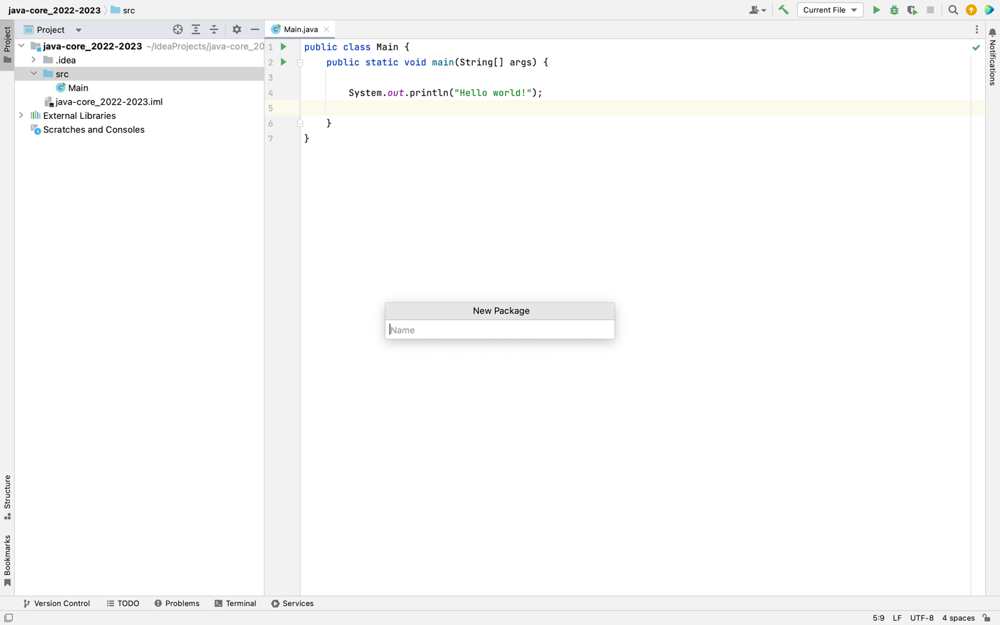 java-core_2022-2023 src
Current File
Project
Main.java
Project
java-core_2022-2023 ~/IdeaProjects/java-core_20
.idea
src
Main
java-core_2022-2023.iml
External Libraries
Scratches and Consoles
1 public class Main {
2 public static void main(String[] args) {
3
4 System.out.println("Hello world!");
5
6 }
7 }
New Package
Name
Notifications
Structure
Bookmarks
Version Control TODO Problems Terminal Services
5:9 LF UTF-8 4 spaces